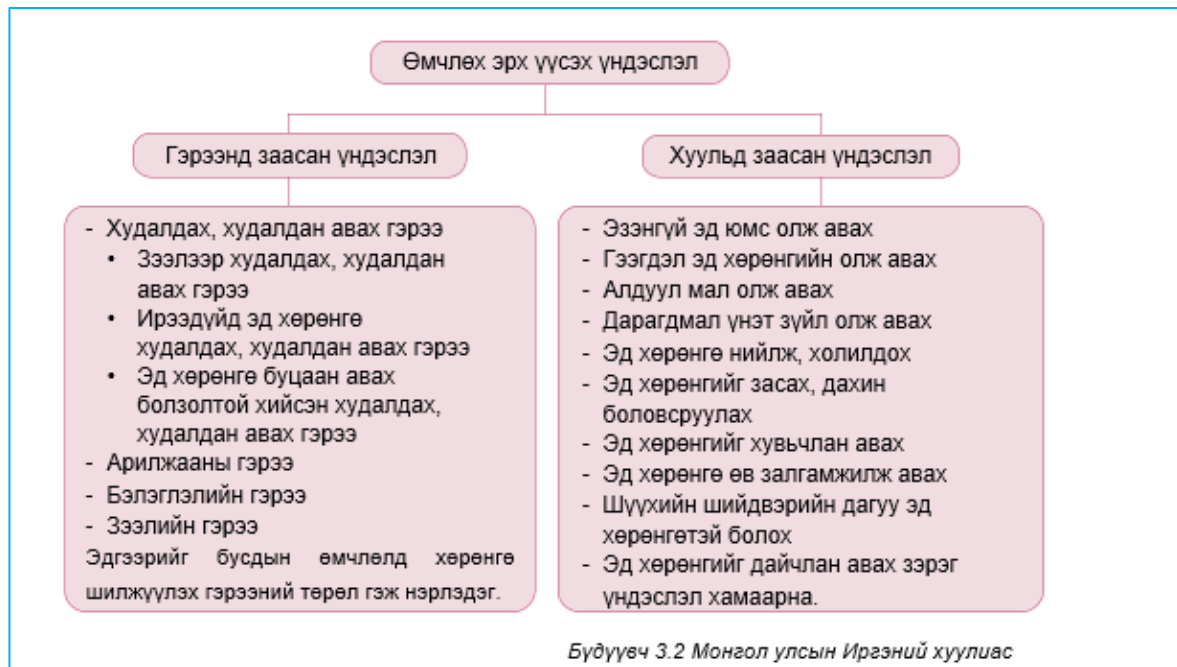 Өмчлөх эрх үүсэх үндэслэл
Гэрээнд заасан үндэслэл
- Худалдах, худалдан авах гэрээ
• Зээлээр худалдах, худалдан
авах гэрээ
• Ирээдүйд эд хөрөнгө
худалдах, худалдан авах гэрээ
• Эд хөрөнгө буцаан авах
болзолтой хийсэн худалдах,
худалдан авах гэрээ
- Арилжааны гэрээ
- Бэлэглэлийн гэрээ
- Зээлийн гэрээ
Эдгээрийг бусдын өмчлөлд хөрөнгө
шилжүүлэх гэрээний төрөл гэж нэрлэдэг.
Хуульд заасан үндэслэл
- Эзэнгүй эд юмс олж авах
- Гээгдэл эд хөрөнгийн олж авах
- Алдуул мал олж авах
- Дарагдмал үнэт зүйл олж авах
- Эд хөрөнгө нийлж, холилдох
- Эд хөрөнгийг засах, дахин
боловсруулах
- Эд хөрөнгийг хувьчлан авах
- Эд хөрөнгө өв залгамжилж авах
- Шүүхийн шийдвэрийн дагуу эд
хөрөнгөтэй болох
- Эд хөрөнгийг дайчлан авах зэрэг
үндэслэл хамаарна.
Бүдүүвч 3.2 Монгол улсын Иргэний хуулиас